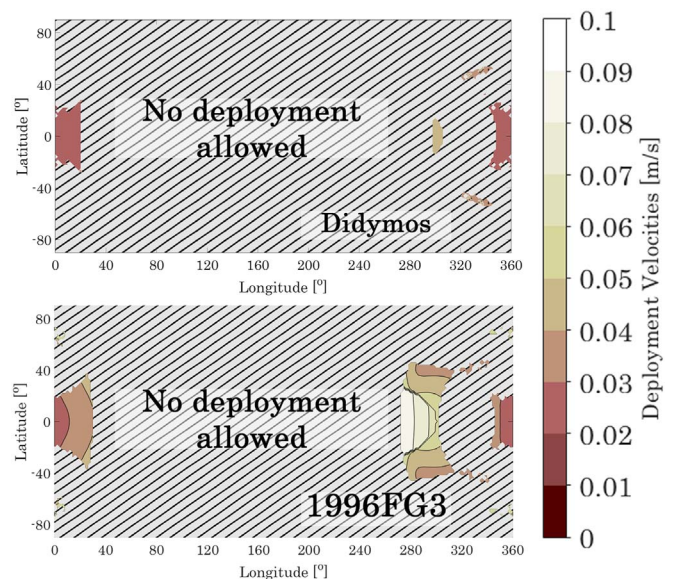 80
40
0
-40
-80
Latitude [º]
No deployment
allowed
Didymos
0 40 80 120 160 200 240 280 320 360
Longitude [º]
80
40
0
-40
-80
Latitude [º]
No deployment
allowed
1996FG3
0 40 80 120 160 200 240 280 320 360
Longitude [º]
0.1
0.09
0.08
0.07
0.06
0.05
0.04
0.03
0.02
0.01
0
Deployment Velocities [m/s]